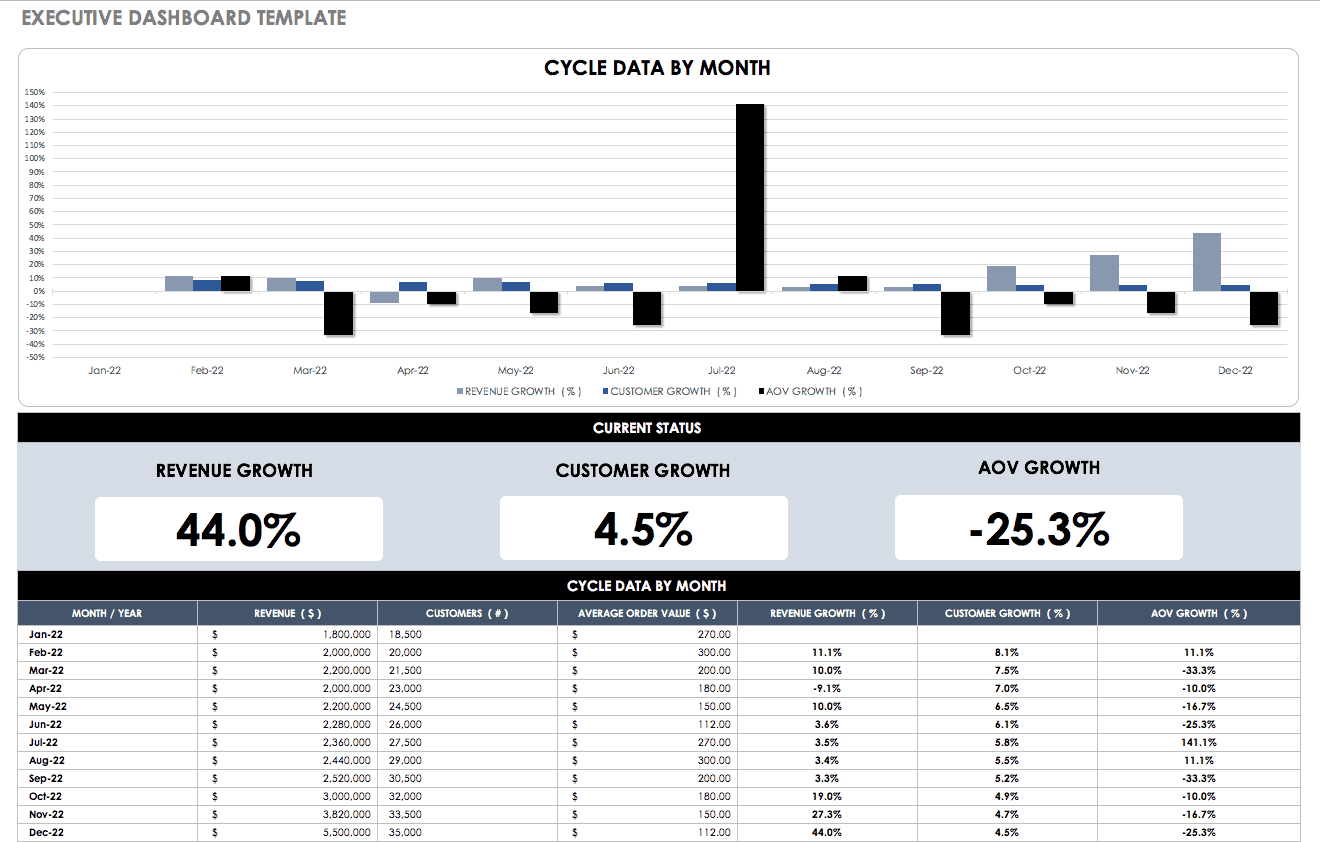 EXECUTIVE DASHBOARD TEMPLATE
CYCLE DATA BY MONTH
150%
140%
130%
120%
110%
100%
90%
80%
70%
60%
50%
40%
30%
20%
10%
0%
-10%
-20%
-30%
-40%
-50%
Jan-22 Feb-22 Mar-22 Apr-22 May-22 Jun-22 Jul-22 Aug-22 Sep-22 Oct-22 Nov-22 Dec-22
REVENUE GROWTH ( % ) CUSTOMER GROWTH ( % ) AOV GROWTH ( % )
CURRENT STATUS
REVENUE GROWTH CUSTOMER GROWTH AOV GROWTH
44.0% 4.5% -25.3%
CYCLE DATA BY MONTH
MONTH / YEAR REVENUE ( $ ) CUSTOMERS ( # ) AVERAGE ORDER VALUE ( $ ) REVENUE GROWTH ( % ) CUSTOMER GROWTH ( % ) AOV GROWTH ( % )
Jan-22 $ 1,800,000 18,500 $ 270.00
Feb-22 $ 2,000,000 20,000 $ 300.00 11.1% 8.1% 11.1%
Mar-22 $ 2,200,000 21,500 $ 200.00 10.0% 7.5% -33.3%
Apr-22 $ 2,000,000 23,000 $ 180.00 -9.1% 7.0% -10.0%
May-22 $ 2,200,000 24,500 $ 150.00 10.0% 6.5% -16.7%
Jun-22 $ 2,280,000 26,000 $ 112.00 3.6% 6.1% -25.3%
Jul-22 $ 2,360,000 27,500 $ 270.00 3.5% 5.8% 141.1%
Aug-22 $ 2,440,000 29,000 $ 300.00 3.4% 5.5% 11.1%
Sep-22 $ 2,520,000 30,500 $ 200.00 3.3% 5.2% -33.3%
Oct-22 $ 3,000,000 32,000 $ 180.00 19.0% 4.9% -10.0%
Nov-22 $ 3,820,000 33,500 $ 150.00 27.3% 4.7% -16.7%
Dec-22 $ 5,500,000 35,000 $ 112.00 44.0% 4.5% -25.3%